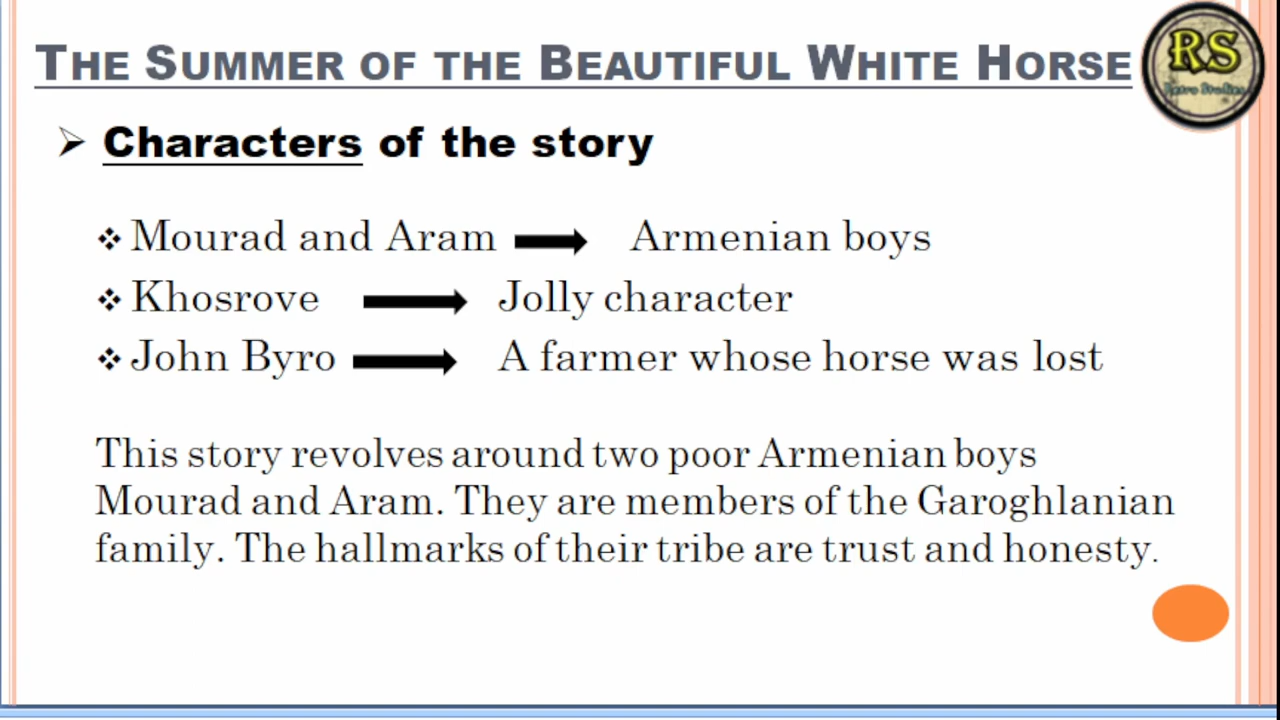 THE SUMMER OF THE BEAUTIFUL WHITE HORSE
RS
Retro Studies
Characters of the story
Mourad and Aram Armenian boys
Khosrove Jolly character
John Byro A farmer whose horse was lost
This story revolves around two poor Armenian boys
Mourad and Aram. They are members of the Garoghlanian
family. The hallmarks of their tribe are trust and honesty.